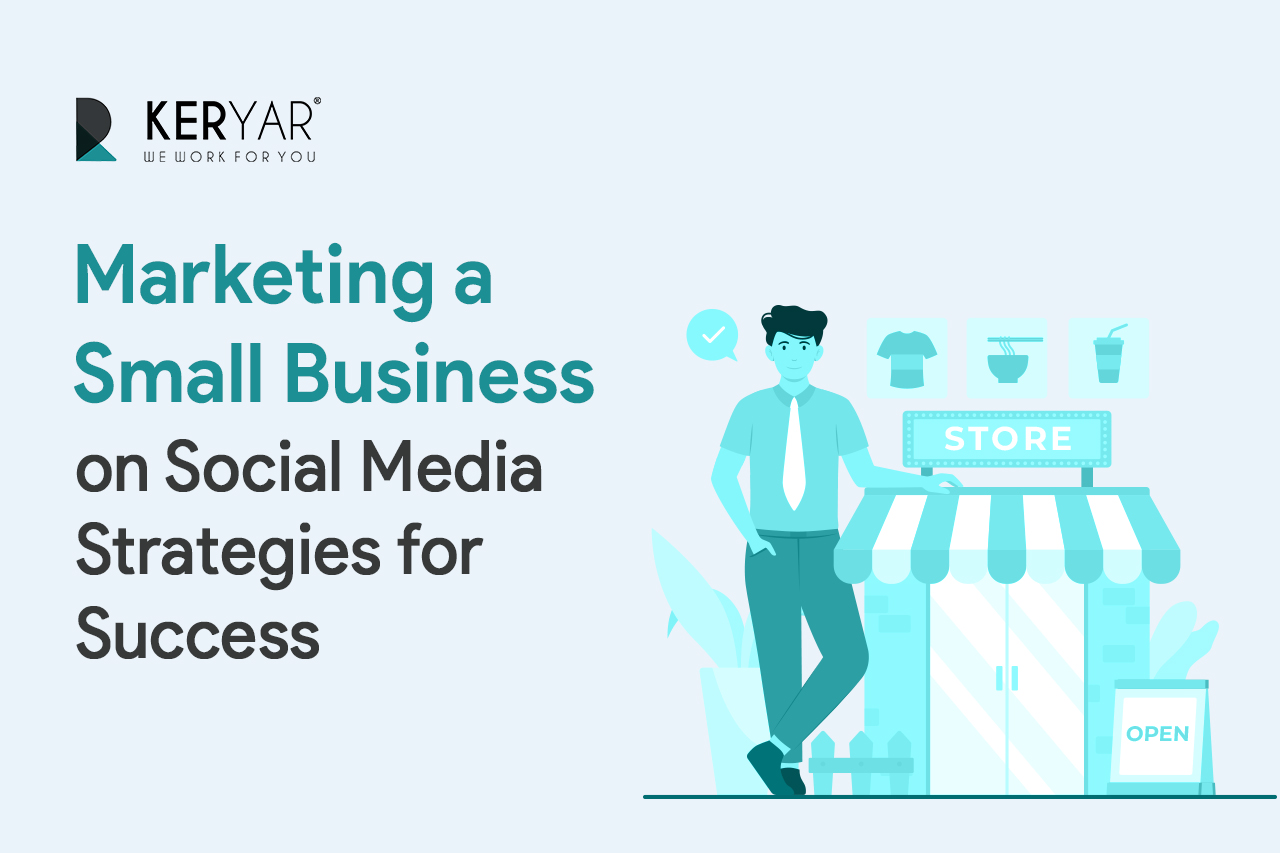 KERYAR®
WE WORK FOR YOU
Marketing a
Small Business
on Social Media
Strategies for
Success
STORE
OPEN